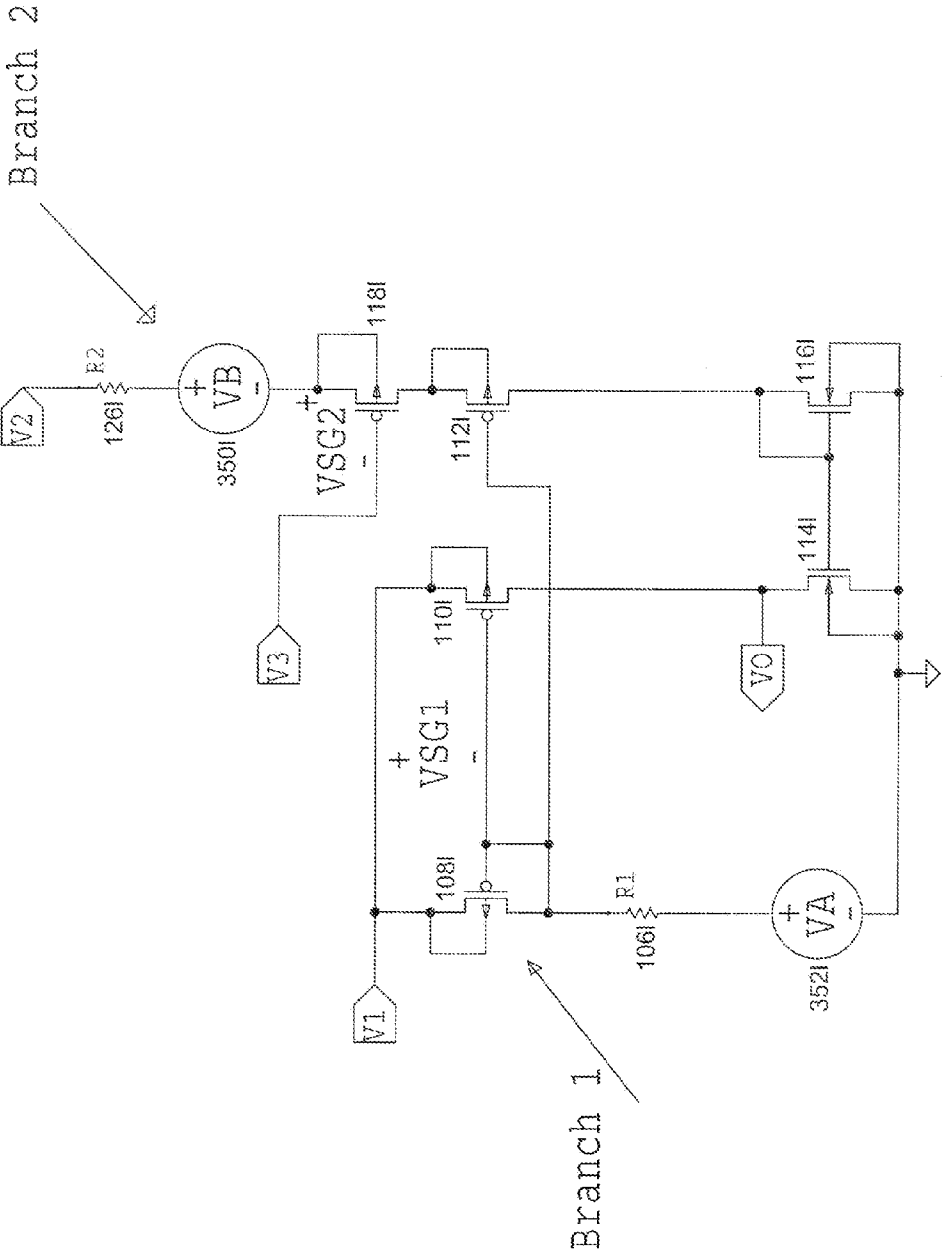 Branch 2
V2
R2
126I
+
VB
-
350I
+
VSG2
-
118I
112I
V3
110I
+
VSG1
-
V1
108I
R1
106I
+
VA
-
352I
VO
114I
116I
Branch 1